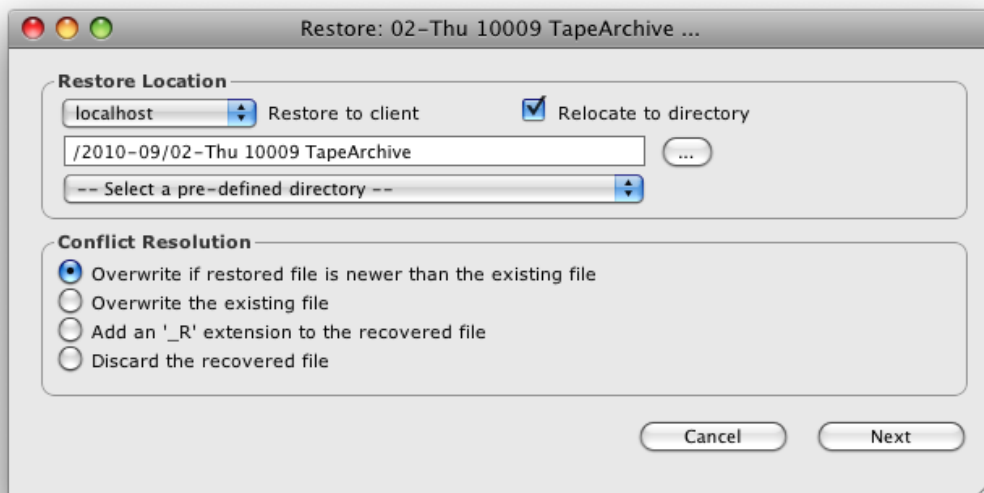 Restore: 02-Thu 10009 TapeArchive ...
Restore Location
localhost Restore to client Relocate to directory
/2010-09/02-Thu 10009 TapeArchive ...
-- Select a pre-defined directory --
Conflict Resolution
Overwrite if restored file is newer than the existing file
Overwrite the existing file
Add an '_R' extension to the recovered file
Discard the recovered file
Cancel Next